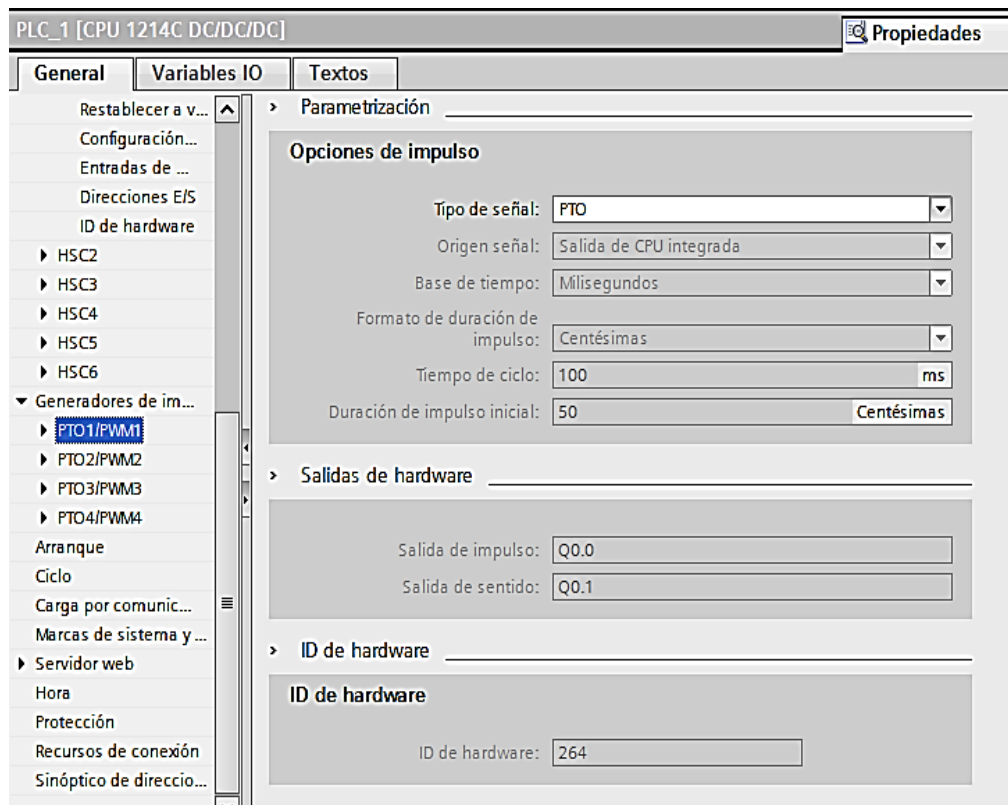 PLC_1 [CPU 1214C DC/DC/DC]
Propiedades
General
Variables IO
Textos
Restablecer a v...
Configuración...
Entradas de ...
Direcciones E/S
ID de hardware
HSC2
HSC3
HSC4
HSC5
HSC6
Generadores de im...
PTO1/PWM1
PTO2/PWM2
PTO3/PWM3
PTO4/PWM4
Arranque
Ciclo
Carga por comunic...
Marcas de sistema y ...
Servidor web
Hora
Protección
Recursos de conexión
Sinóptico de direccio...
Parametrización
Opciones de impulso
Tipo de señal: PTO
Origen señal: Salida de CPU integrada
Base de tiempo: Milisegundos
Formato de duración de
impulso: Centésimas
Tiempo de ciclo: 100 ms
Duración de impulso inicial: 50 Centésimas
Salidas de hardware
Salida de impulso: Q0.0
Salida de sentido: Q0.1
ID de hardware
ID de hardware
ID de hardware: 264